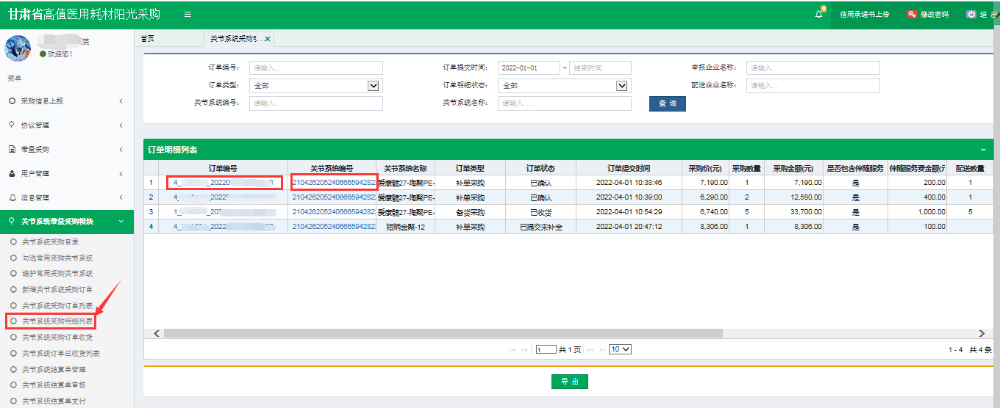 甘肃省高值医用耗材阳光采购
0
信用承诺书上传
修改密码
退 出
院
欢迎您!
菜单
采购信息上报
协议管理
带量采购
用户管理
消息管理
关节系统带量采购模块
关节系统采购目录
勾选常用采购关节系统
维护常用采购关节系统
新增关节系统采购订单
关节系统采购订单列表
关节系统采购明细列表
关节系统采购订单收货
关节系统订单已收货列表
关节系统结算单管理
关节系统结算单审核
关节系统结算单支付
首页 关节系统采购明...
订单编号: 请输入... 订单提交时间: 2022-01-01 - 结束时间 申报企业名称: 请输入...
订单类型: 全部 订单明细状态: 全部 配送企业名称: 请输入...
关节系统编号: 请输入... 关节系统名称: 请输入... 查 询
订单明细列表
订单编号 关节系统编号 关节系统名称 订单类型 订单状态 订单提交时间 采购价(元) 采购数量 采购金额(元) 是否包含伴随服务 伴随服务费金额(元 配送数量
1 4_ _20220 210426205240666594282 爱康髋27-陶聚PE- 补单采购 已确认 2022-04-01 10:38:46 7,190.00 1 7,190.00 是 200.00 1
2 4_ 2022 210426205240666594282 爱康髋27-陶聚PE- 补单采购 已确认 2022-04-01 10:39:00 6,290.00 2 12,580.00 是 400.00 1
3 1_ 210426205240666594282 爱康髋27-陶聚PE- 备货采购 已收货 2022-04-01 10:54:29 6,740.00 5 33,700.00 是 1,000.00 5
4 4_ 210426205240666594282 短柄金聚-12 补单采购 已提交未补全 2022-04-01 20:47:12 8,306.00 1 8,306.00 是 100.00
1 共 1 页 10 1 - 4 共 4 条
导 出